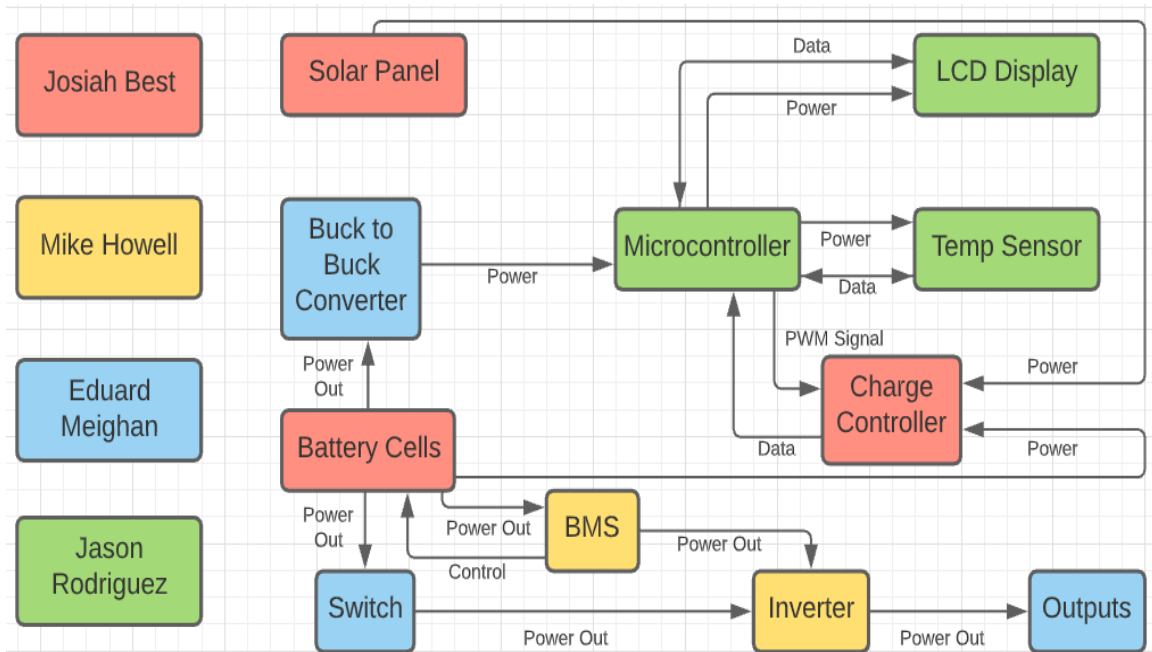 Josiah Best
Mike Howell
Eduard
Meighan
Jason
Rodriguez
Solar Panel
Data
LCD Display
Power
Buck to
Buck
Converter
Power
Microcontroller
Power
Data
Temp Sensor
PWM Signal
Charge
Controller
Power
Power
Data
Power
Out
Battery Cells
Power
Out
Power Out
Control
BMS
Power Out
Switch
Power Out
Inverter
Power Out
Outputs